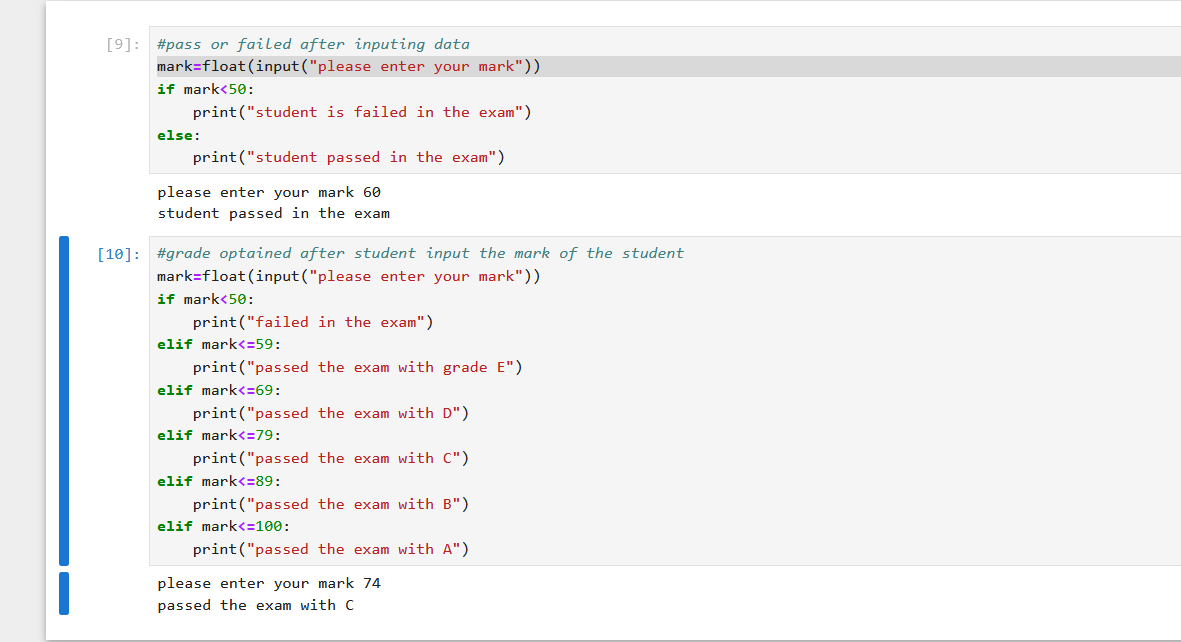 [9]: #pass or failed after inputing data
mark=float(input("please enter your mark"))
if mark<50:
    print("student is failed in the exam")
else:
    print("student passed in the exam")
please enter your mark 60
student passed in the exam
[10]: #grade optained after student input the mark of the student
mark=float(input("please enter your mark"))
if mark<50:
    print("failed in the exam")
elif mark<=59:
    print("passed the exam with grade E")
elif mark<=69:
    print("passed the exam with D")
elif mark<=79:
    print("passed the exam with C")
elif mark<=89:
    print("passed the exam with B")
elif mark<=100:
    print("passed the exam with A")
please enter your mark 74
passed the exam with C